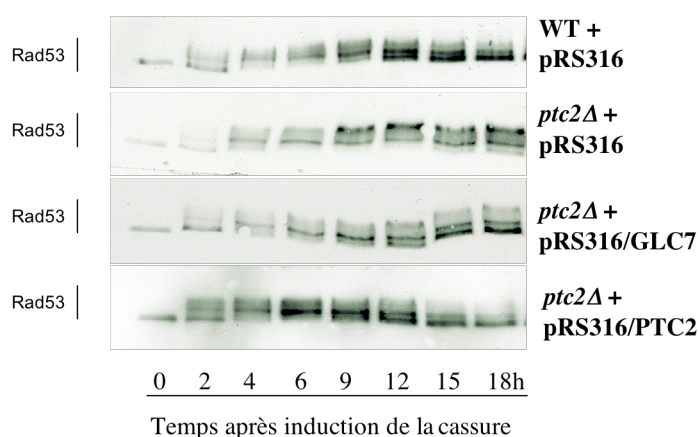 Rad53
WT +
pRS316
Rad53
ptc2Δ +
pRS316
Rad53
ptc2Δ +
pRS316/GLC7
Rad53
ptc2Δ +
pRS316/PTC2
0 2 4 6 9 12 15 18h
Temps après induction de la cassure